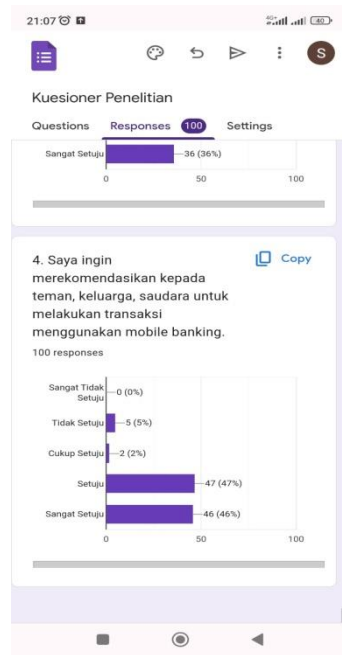 21:07
4G+
40
S
Kuesioner Penelitian
Questions Responses 100 Settings
Sangat Setuju 36 (36%)
0 50 100
4. Saya ingin
merekomendasikan kepada
teman, keluarga, saudara untuk
melakukan transaksi
menggunakan mobile banking.
Copy
100 responses
Sangat Tidak
Setuju 0 (0%)
Tidak Setuju 5 (5%)
Cukup Setuju 2 (2%)
Setuju 47 (47%)
Sangat Setuju 46 (46%)
0 50 100